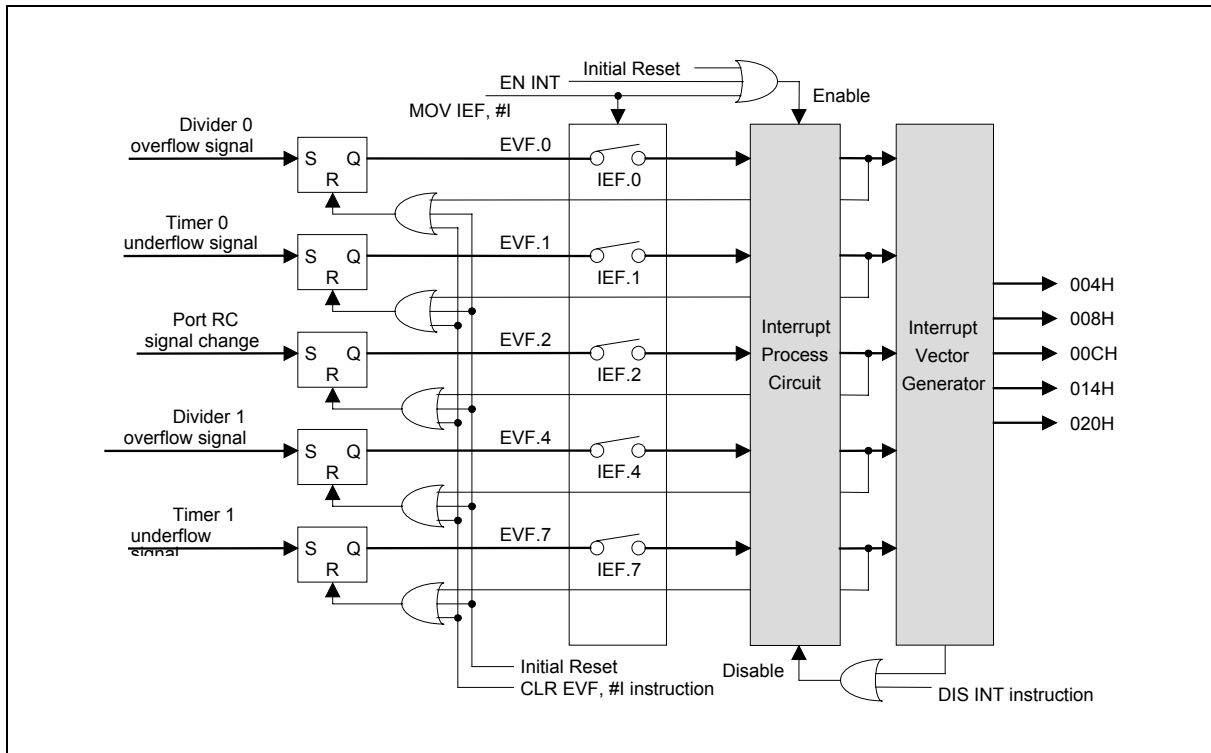 Initial Reset
EN INT
MOV IEF, #I
Enable
Divider 0
overflow signal
S Q
R
EVF.0
IEF.0
Timer 0
underflow signal
S Q
R
EVF.1
IEF.1
Port RC
signal change
S Q
R
EVF.2
IEF.2
Divider 1
overflow signal
S Q
R
EVF.4
IEF.4
Timer 1
underflow
signal
S Q
R
EVF.7
IEF.7
Interrupt
Process
Circuit
Interrupt
Vector
Generator
004H
008H
00CH
014H
020H
Initial Reset
CLR EVF, #I instruction
Disable
DIS INT instruction